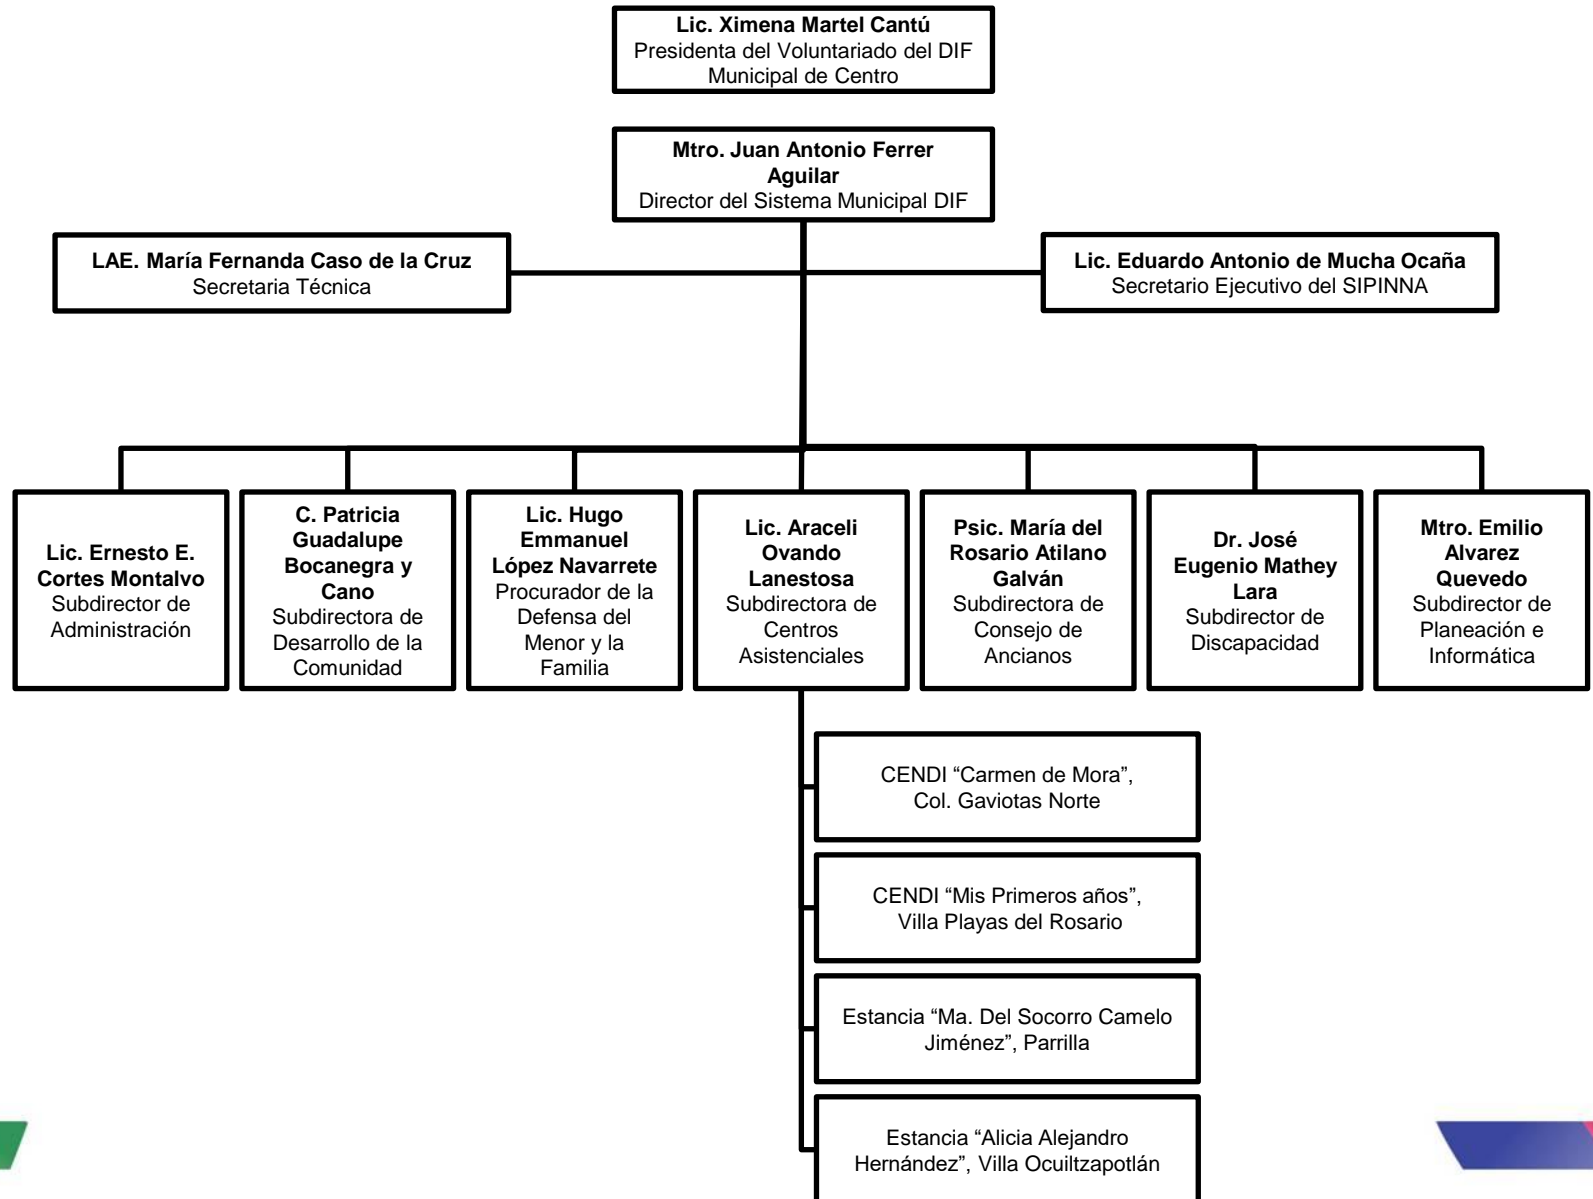 Lic. Ximena Martel Cantú
Presidenta del Voluntariado del DIF
Municipal de Centro
Mtro. Juan Antonio Ferrer
Aguilar
Director del Sistema Municipal DIF
LAE. María Fernanda Caso de la Cruz
Secretaria Técnica
Lic. Eduardo Antonio de Mucha Ocaña
Secretario Ejecutivo del SIPINNA
Lic. Ernesto E.
Cortes Montalvo
Subdirector de
Administración
C. Patricia
Guadalupe
Bocanegra y
Cano
Subdirectora de
Desarrollo de la
Comunidad
Lic. Hugo
Emmanuel
López Navarrete
Procurador de la
Defensa del
Menor y la
Familia
Lic. Araceli
Ovando
Lanestosa
Subdirectora de
Centros
Asistenciales
Psic. María del
Rosario Atilano
Galván
Subdirectora de
Consejo de
Ancianos
Dr. José
Eugenio Mathey
Lara
Subdirector de
Discapacidad
Mtro. Emilio
Alvarez
Quevedo
Subdirector de
Planeación e
Informática
CENDI “Carmen de Mora”,
Col. Gaviotas Norte
CENDI “Mis Primeros años”,
Villa Playas del Rosario
Estancia “Ma. Del Socorro Camelo
Jiménez”, Parrilla
Estancia “Alicia Alejandro
Hernández”, Villa Ocuiltzapotlán